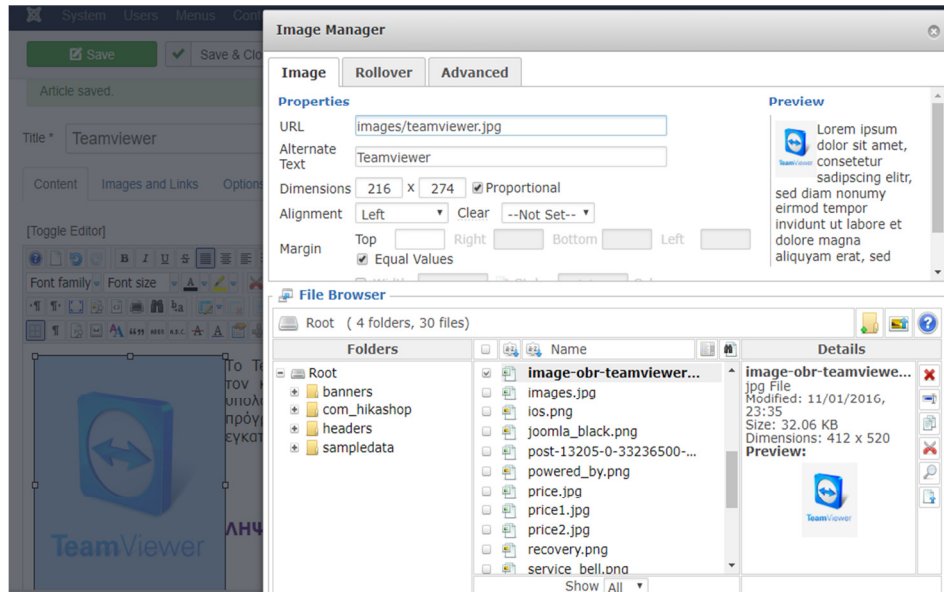 System Users Menus
Image Manager
Save
Save & Clo
Image Rollover Advanced
Article saved.
Properties
Preview
URL images/teamviewer.jpg
Alternate Text Teamviewer
Title * Teamviewer
Dimensions 216 x 274 Proportional
Alignment Left Clear --Not Set--
Content Images and Links Options
Margin Top Right Bottom Left
Equal Values
Lorem ipsum
dolor sit amet,
consetetur
sadipscing elitr,
sed diam nonumy
eirmod tempor
invidunt ut labore et
dolore magna
aliquyam erat, sed
[Toggle Editor]
B I U S
Font family Font size
File Browser
Root ( 4 folders, 30 files)
Folders
Name
Details
Root
banners
com_hikashop
headers
sampledata
image-obr-teamviewer...
images.jpg
ios.png
joomla_black.png
post-13205-0-33236500-...
powered_by.png
price.jpg
price1.jpg
price2.jpg
recovery.png
service_bell.png
image-obr-teamviewe...
jpg File
Modified: 11/01/2016,
23:35
Size: 32.06 KB
Dimensions: 412 x 520
Preview:
TeamViewer
Show All
Το Te
τον κ
υπολο
πρόγρ
εγκατ
ΛΗΨ
TeamViewer